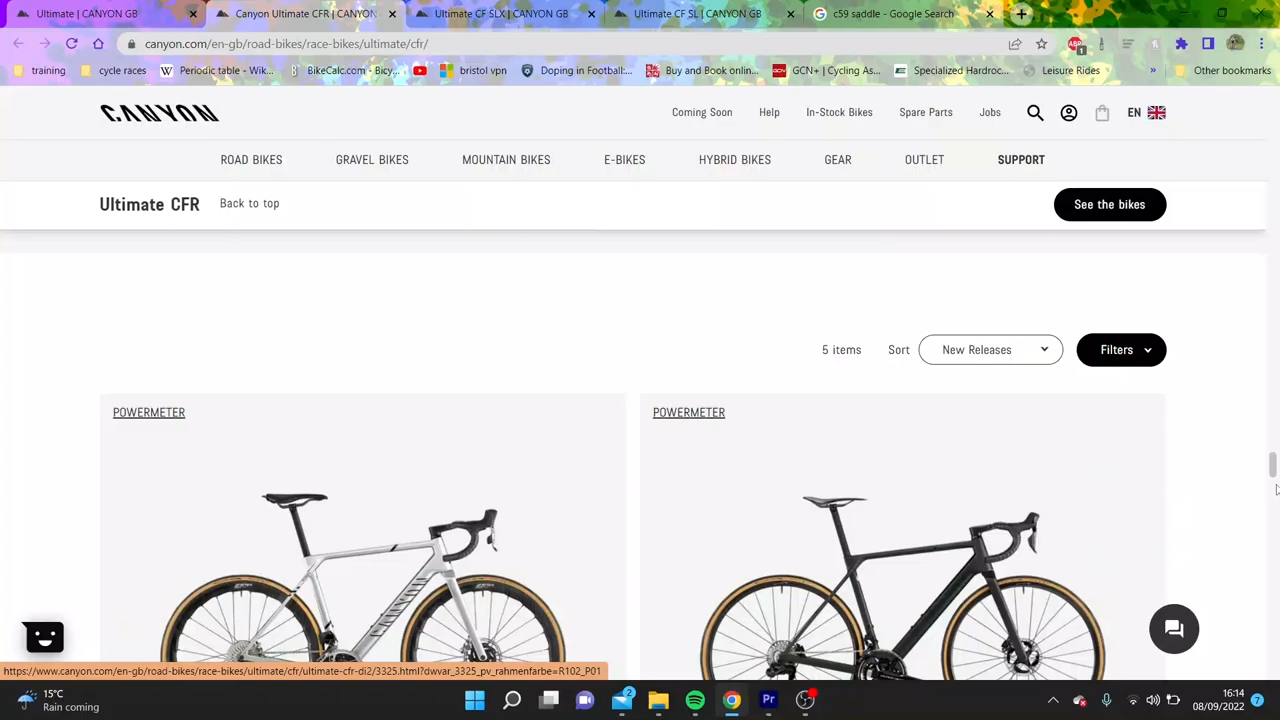 Ultimate | CANYON GB
Canyon Ultimate CFR | CANYON
Ultimate CF SLX | CANYON GB
Ultimate CF SL | CANYON GB
c59 saddle - Google Search
canyon.com/en-gb/road-bikes/race-bikes/ultimate/cfr/
ABP
1
training
cycle races
W
Periodic table - Wik...
BikeCalc.com - Bicy...
bristol vpn
Doping in Football:...
Buy and Book onlin...
GCN+ | Cycling As...
Specialized Hardroc...
Leisure Rides
»
Other bookmarks
CANYON
Coming Soon
Help
In-Stock Bikes
Spare Parts
Jobs
EN
ROAD BIKES
GRAVEL BIKES
MOUNTAIN BIKES
E-BIKES
HYBRID BIKES
GEAR
OUTLET
SUPPORT
Ultimate CFR
Back to top
See the bikes
5 items
Sort
New Releases
Filters
POWERMETER
POWERMETER
CANYON
https://www.canyon.com/en-gb/road-bikes/race-bikes/ultimate/cfr/ultimate-cfr-di2/3325.html?dwvar_3325_pv_rahmenfarbe=R102_P01
15°C
Rain coming
2
Pr
16:14
08/09/2022
7